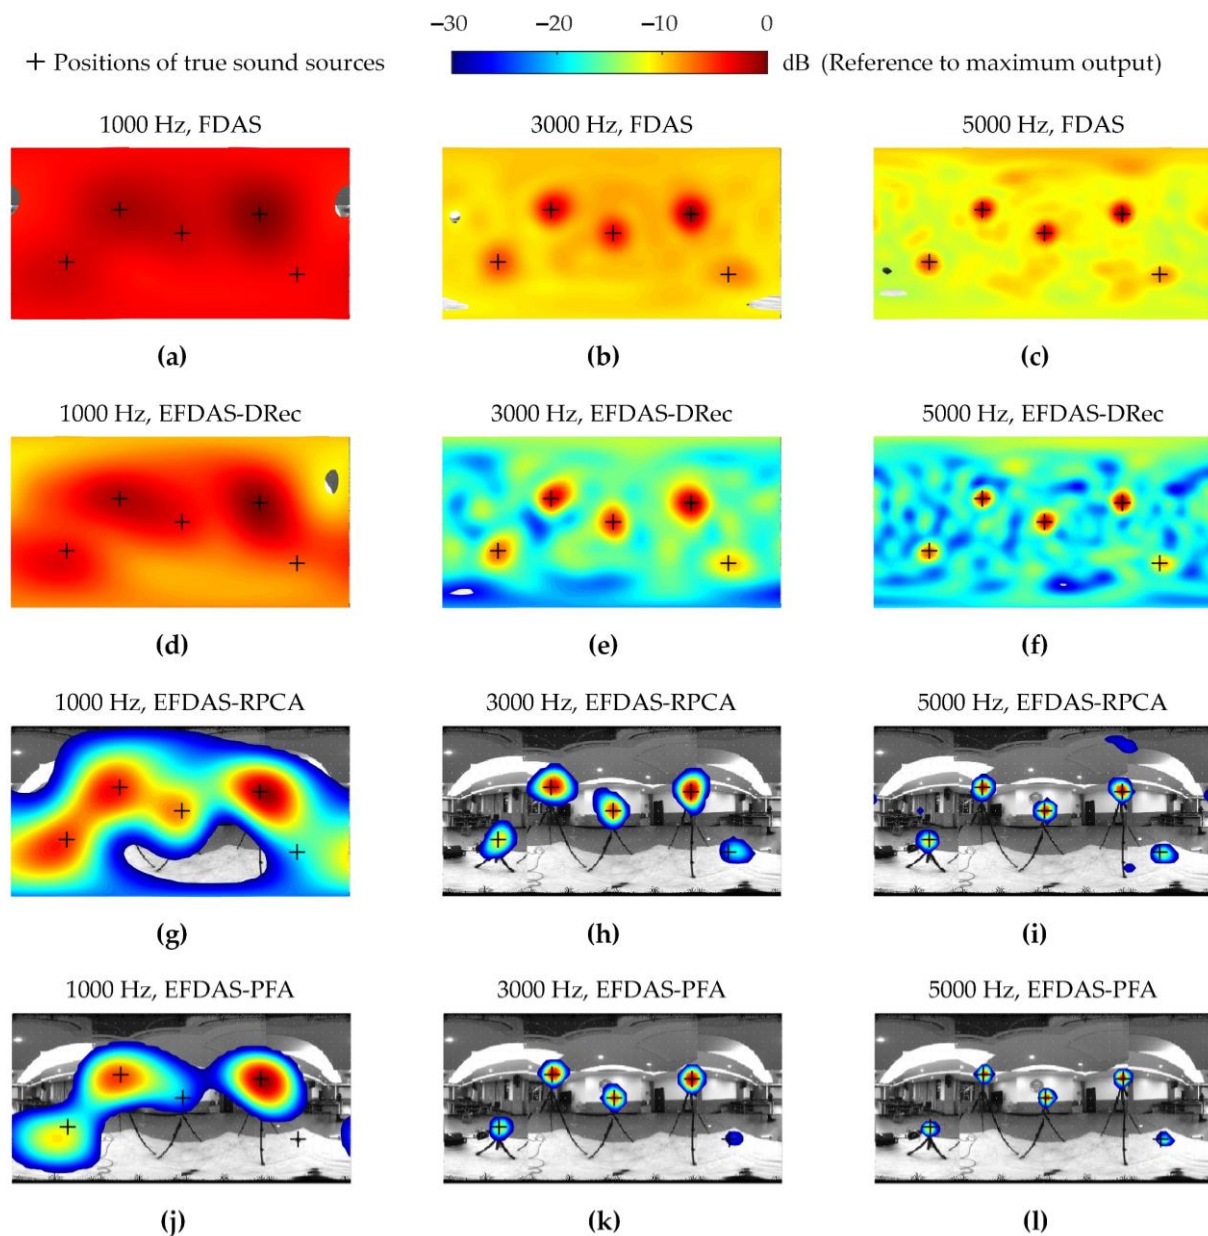 −30 −20 −10 0
+ Positions of true sound sources
dB (Reference to maximum output)
1000 Hz, FDAS
3000 Hz, FDAS
5000 Hz, FDAS
(a)
(b)
(c)
1000 Hz, EFDAS-DRec
3000 Hz, EFDAS-DRec
5000 Hz, EFDAS-DRec
(d)
(e)
(f)
1000 Hz, EFDAS-RPCA
3000 Hz, EFDAS-RPCA
5000 Hz, EFDAS-RPCA
(g)
(h)
(i)
1000 Hz, EFDAS-PFA
3000 Hz, EFDAS-PFA
5000 Hz, EFDAS-PFA
(j)
(k)
(l)